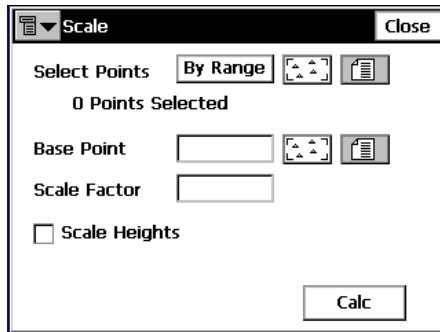 Scale Close
Select Points By Range
0 Points Selected
Base Point
Scale Factor
Scale Heights
Calc